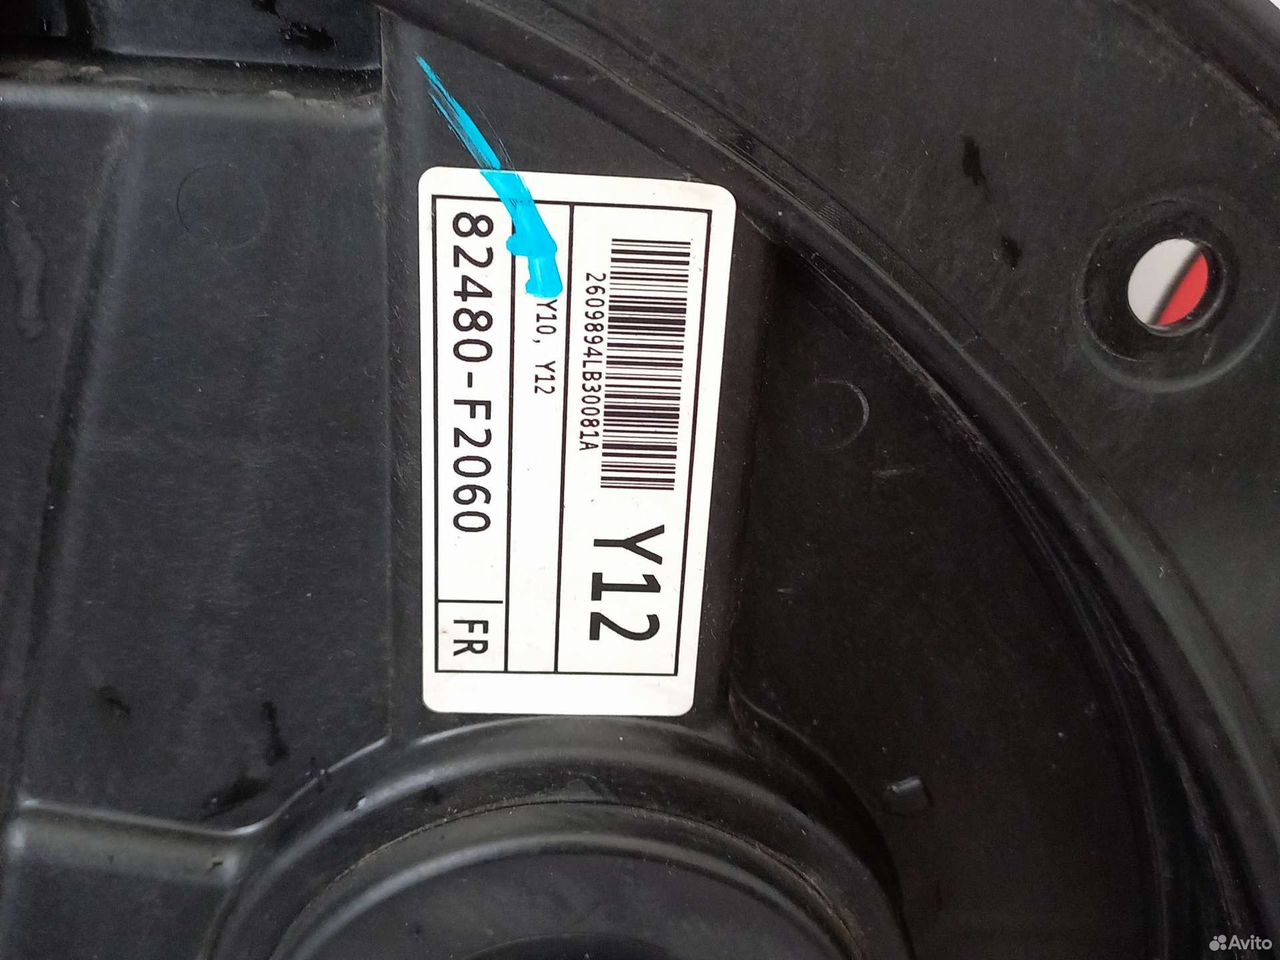 2609894LB30081A
Y12
Y10, Y12
82480-F2060
FR
Avito